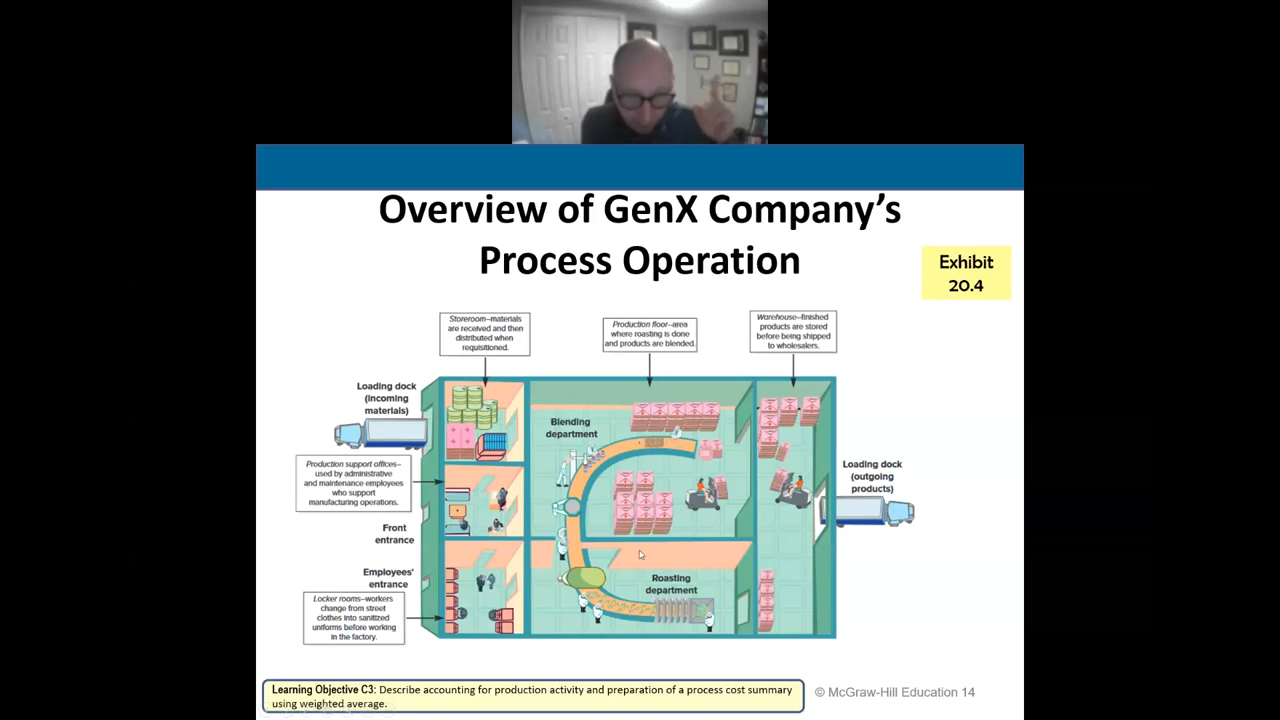 Overview of GenX Company's
Process Operation
Exhibit
20.4
Storeroom–materials
are received and then
distributed when
requisitioned.
Production floor–area
where roasting is done
and products are blended.
Warehouse–finished
products are stored
before being shipped
to wholesalers.
Loading dock
(incoming
materials)
Blending
department
Production support offices–
used by administrative
and maintenance employees
who support
manufacturing operations.
Loading dock
(outgoing
products)
Front
entrance
Employees'
entrance
Roasting
department
Locker rooms–workers
change from street
clothes into sanitized
uniforms before working
in the factory.
Learning Objective C3: Describe accounting for production activity and preparation of a process cost summary
using weighted average.
© McGraw-Hill Education 14